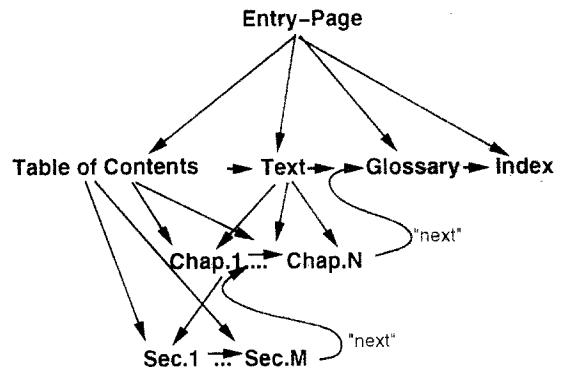 Entry-Page
Table of Contents Text Glossary Index
"next"
Chap.1.... Chap.N
"next"
Sec.1 ... Sec.M